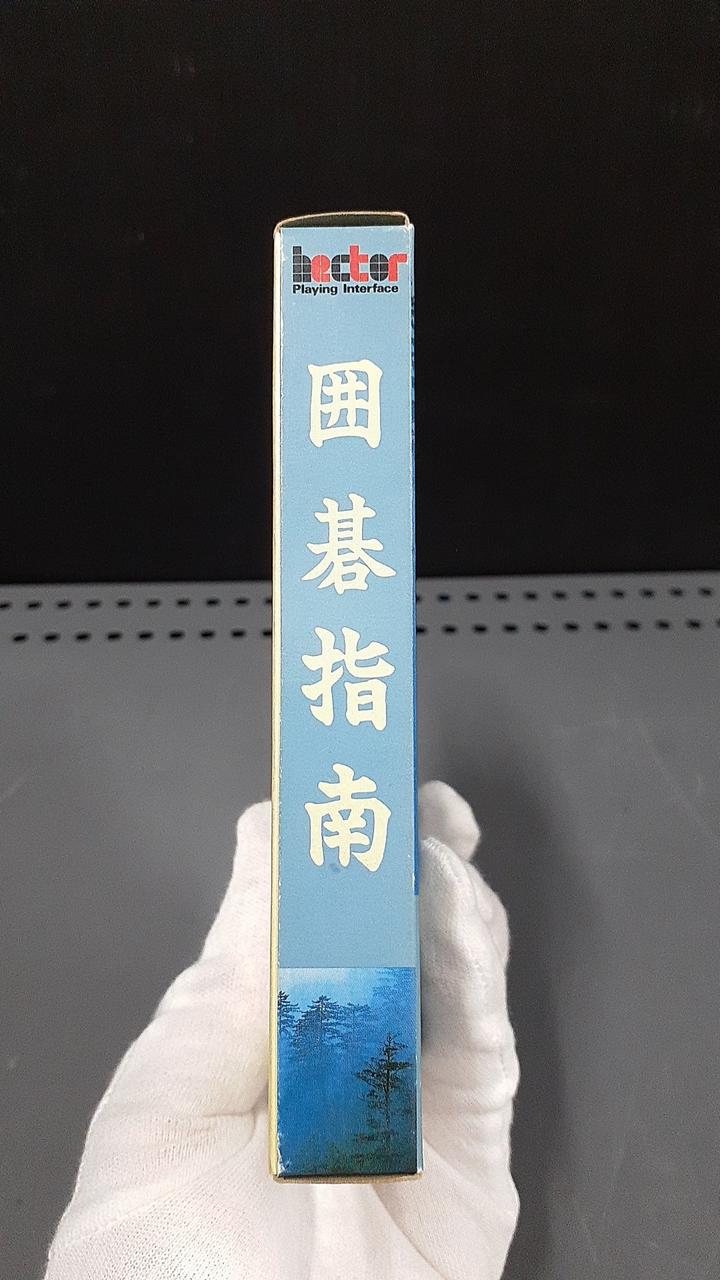 hector
Playing Interface
囲碁指南